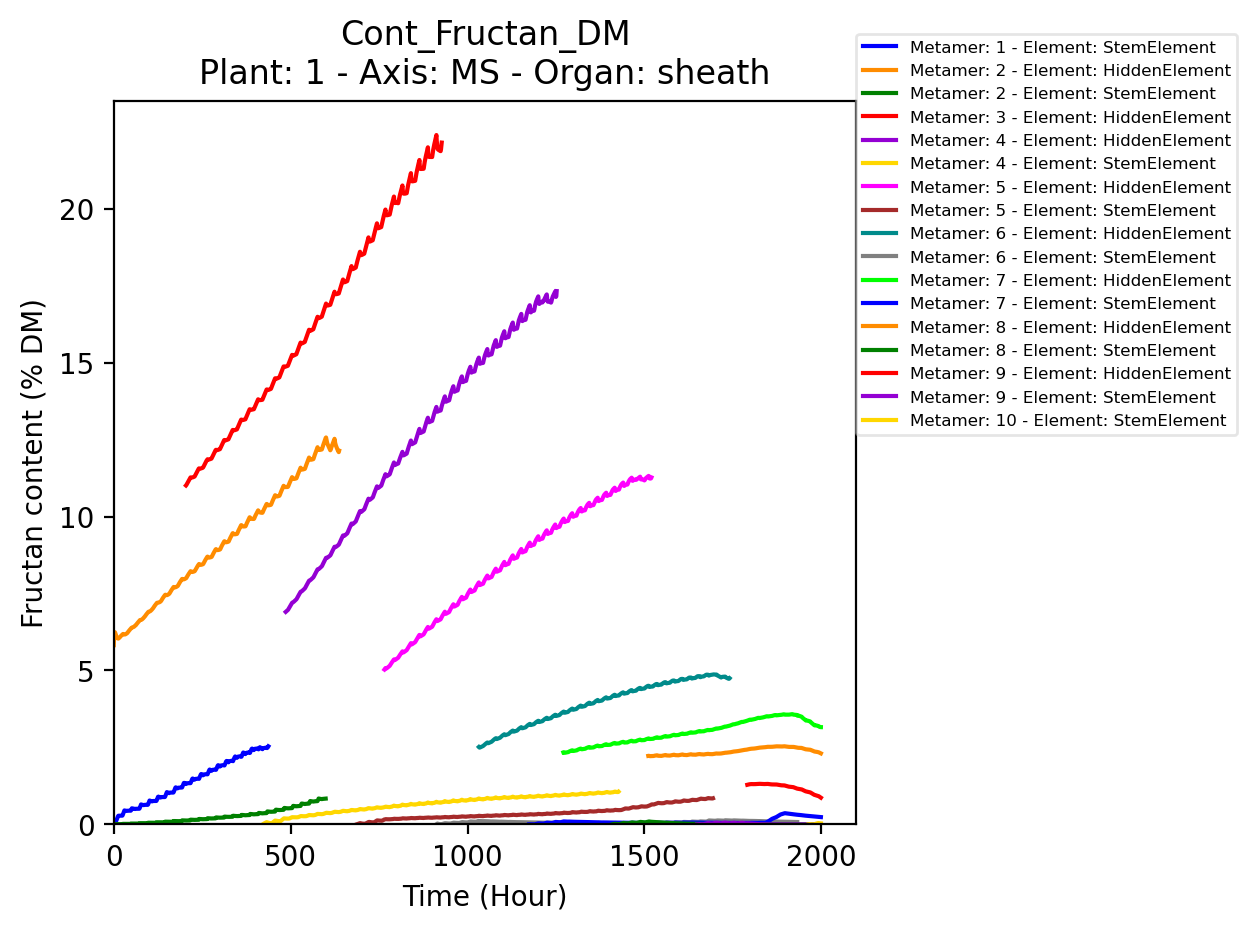 Cont_Fructan_DM
Plant: 1 - Axis: MS - Organ: sheath
Metamer: 1 - Element: StemElement
Metamer: 2 - Element: HiddenElement
Metamer: 2 - Element: StemElement
Metamer: 3 - Element: HiddenElement
Metamer: 4 - Element: HiddenElement
Metamer: 4 - Element: StemElement
Metamer: 5 - Element: HiddenElement
Metamer: 5 - Element: StemElement
Metamer: 6 - Element: HiddenElement
Metamer: 6 - Element: StemElement
Metamer: 7 - Element: HiddenElement
Metamer: 7 - Element: StemElement
Metamer: 8 - Element: HiddenElement
Metamer: 8 - Element: StemElement
Metamer: 9 - Element: HiddenElement
Metamer: 9 - Element: StemElement
Metamer: 10 - Element: StemElement
Fructan content (% DM)
20
15
10
5
0
0 500 1000 1500 2000
Time (Hour)